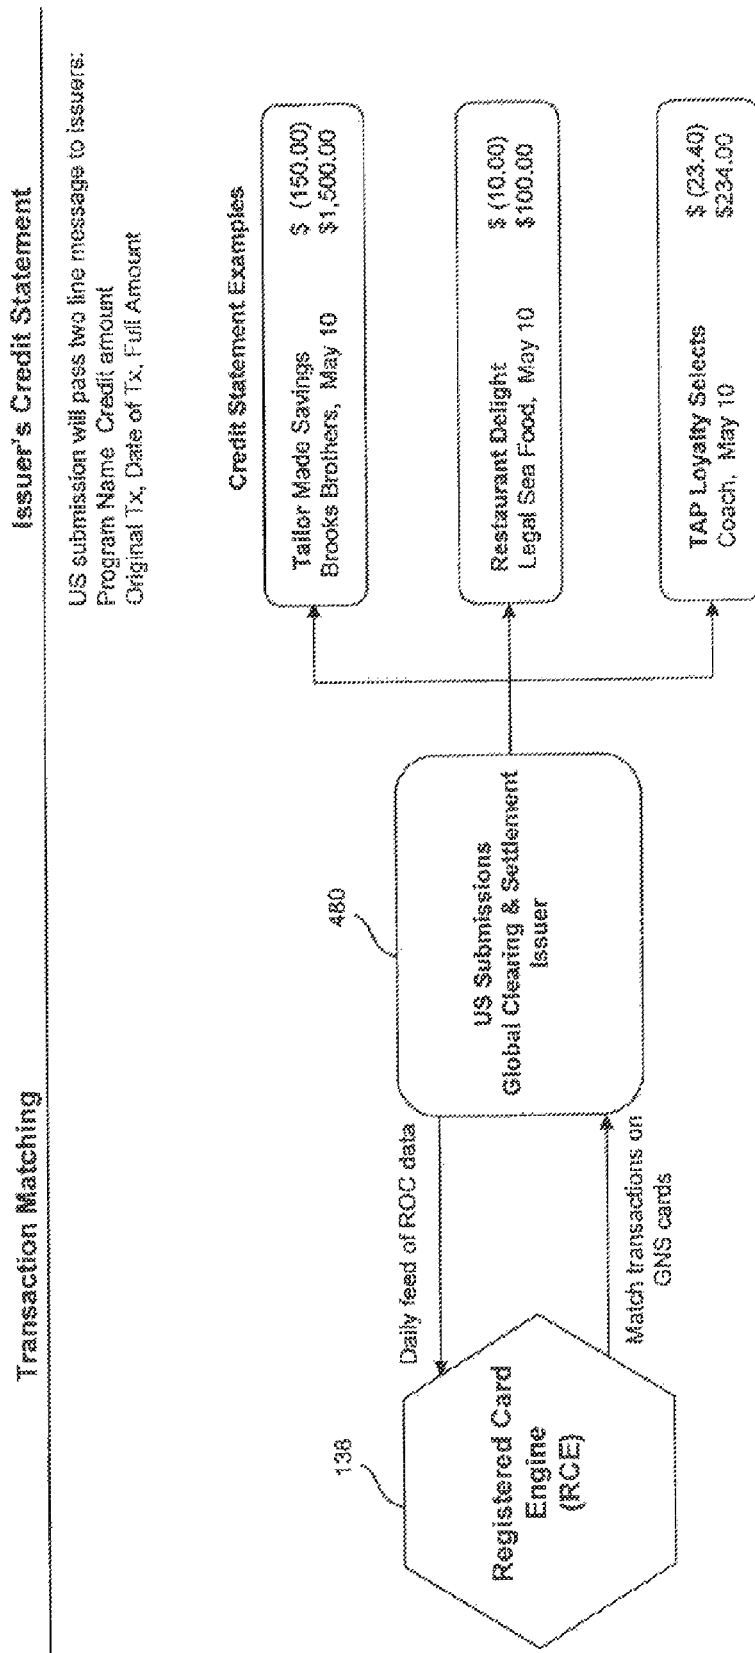 Transaction Matching
Issuer's Credit Statement
US submission will pass two line message to issuers:
Program Name Credit amount
Original Tx, Date of Tx, Full Amount
138
Registered Card
Engine
(RCE)
Daily feed of ROC data
Match transactions on
GNS cards
480
US Submissions
Global Clearing & Settlement
Issuer
Credit Statement Examples
Tailor Made Savings $ (150.00)
Brooks Brothers, May 10 $1,500.00
Restaurant Delight $ (10.00)
Legal Sea Food, May 10 $100.00
TAP Loyalty Selects $ (23.40)
Coach, May 10 $234.00